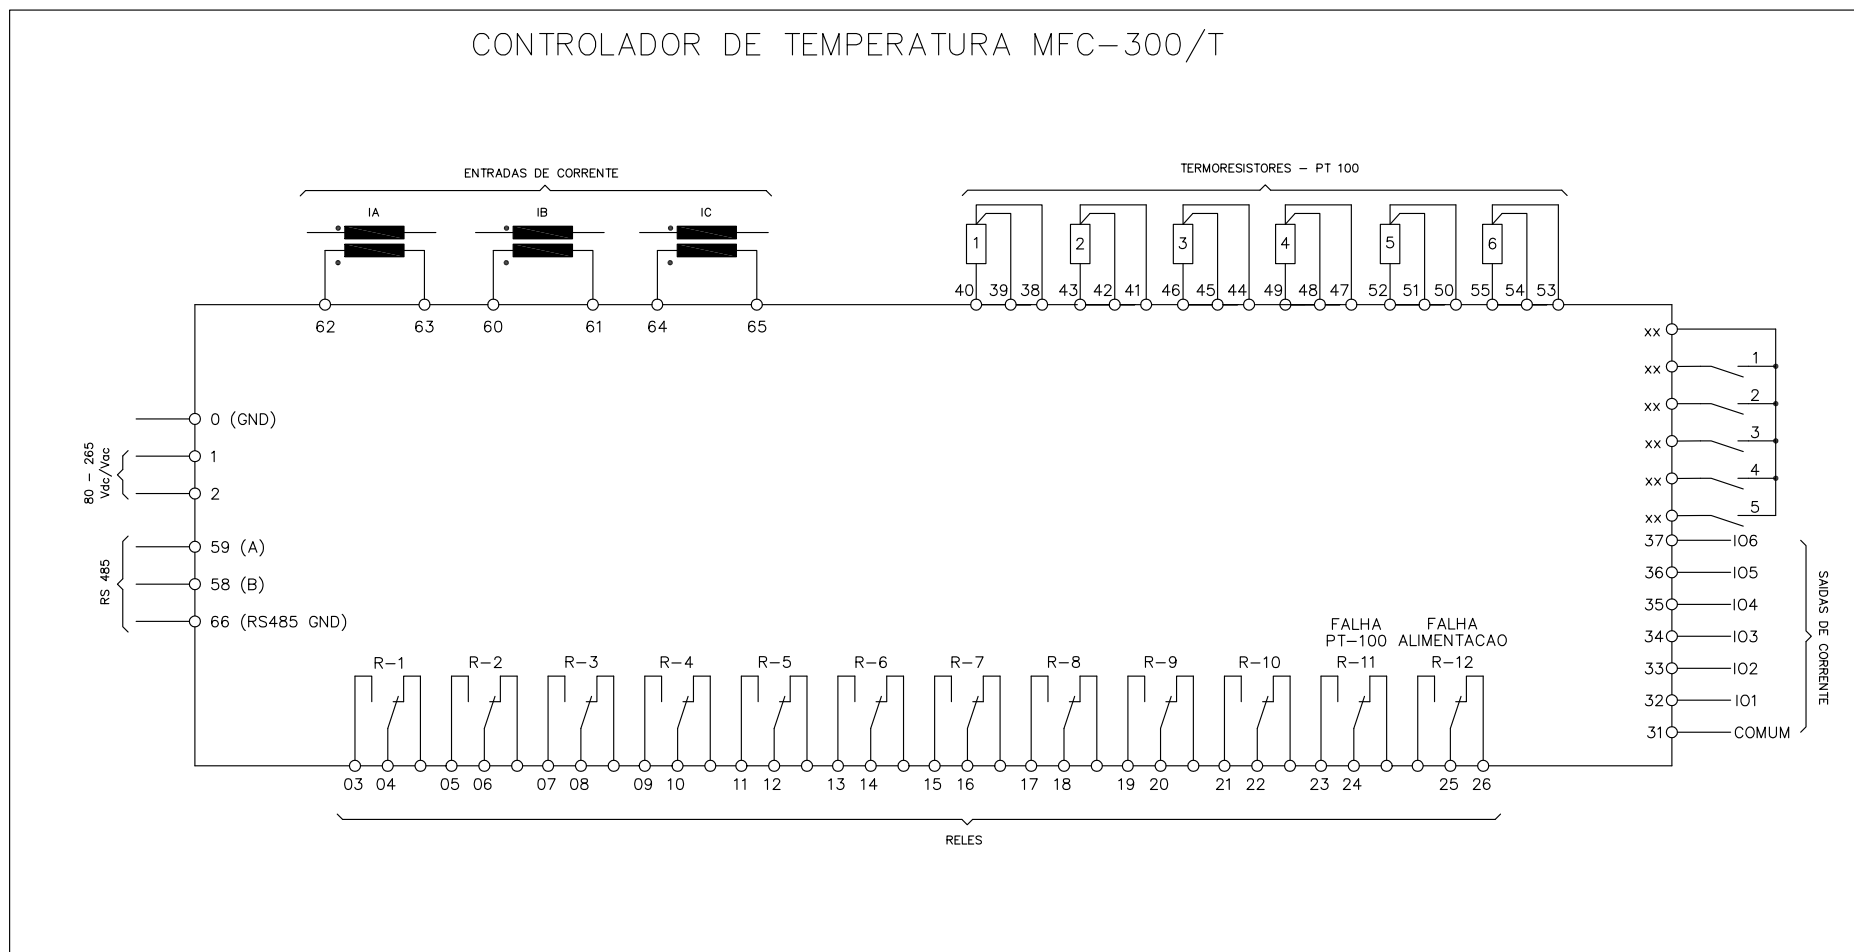 CONTROLADOR DE TEMPERATURA MFC-300/T
ENTRADAS DE CORRENTE
IA IB IC
62 63 60 61 64 65
TERMORESISTORES - PT 100
1 2 3 4 5 6
40 39 38 43 42 41 46 45 44 49 48 47 52 51 50 55 54 53
0 (GND)
80 - 265
Vdc/Vac
1
2
RS 485
59 (A)
58 (B)
66 (RS485 GND)
xx
xx 1
xx 2
xx 3
xx 4
xx 5
37 IO6
36 IO5
35 IO4
34 IO3
33 IO2
32 IO1
31 COMUM
SAIDAS DE CORRENTE
FALHA
PT-100
FALHA
ALIMENTACAO
R-1 R-2 R-3 R-4 R-5 R-6 R-7 R-8 R-9 R-10 R-11 R-12
03 04 05 06 07 08 09 10 11 12 13 14 15 16 17 18 19 20 21 22 23 24 25 26
RELES